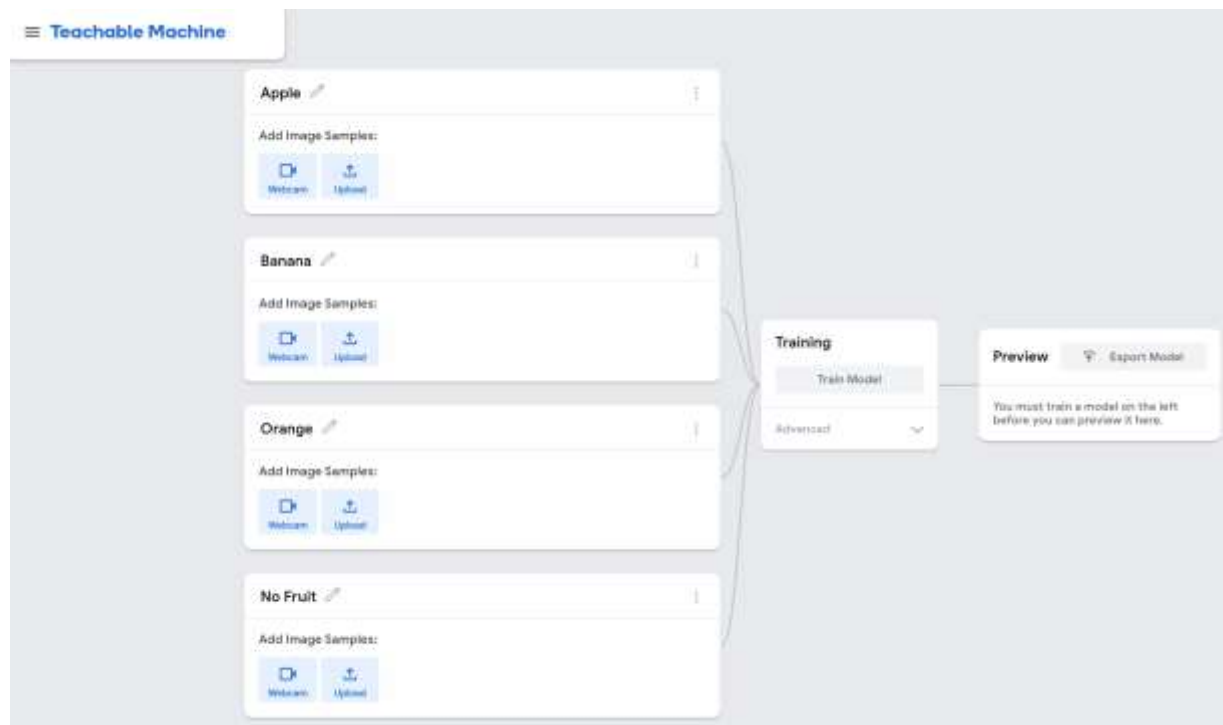 Teachable Machine
Apple
Add Image Samples:
Webcam Upload
Banana
Add Image Samples:
Webcam Upload
Orange
Add Image Samples:
Webcam Upload
No Fruit
Add Image Samples:
Webcam Upload
Training
Train Model
Advanced
Preview Export Model
You must train a model on the left
before you can preview it here.